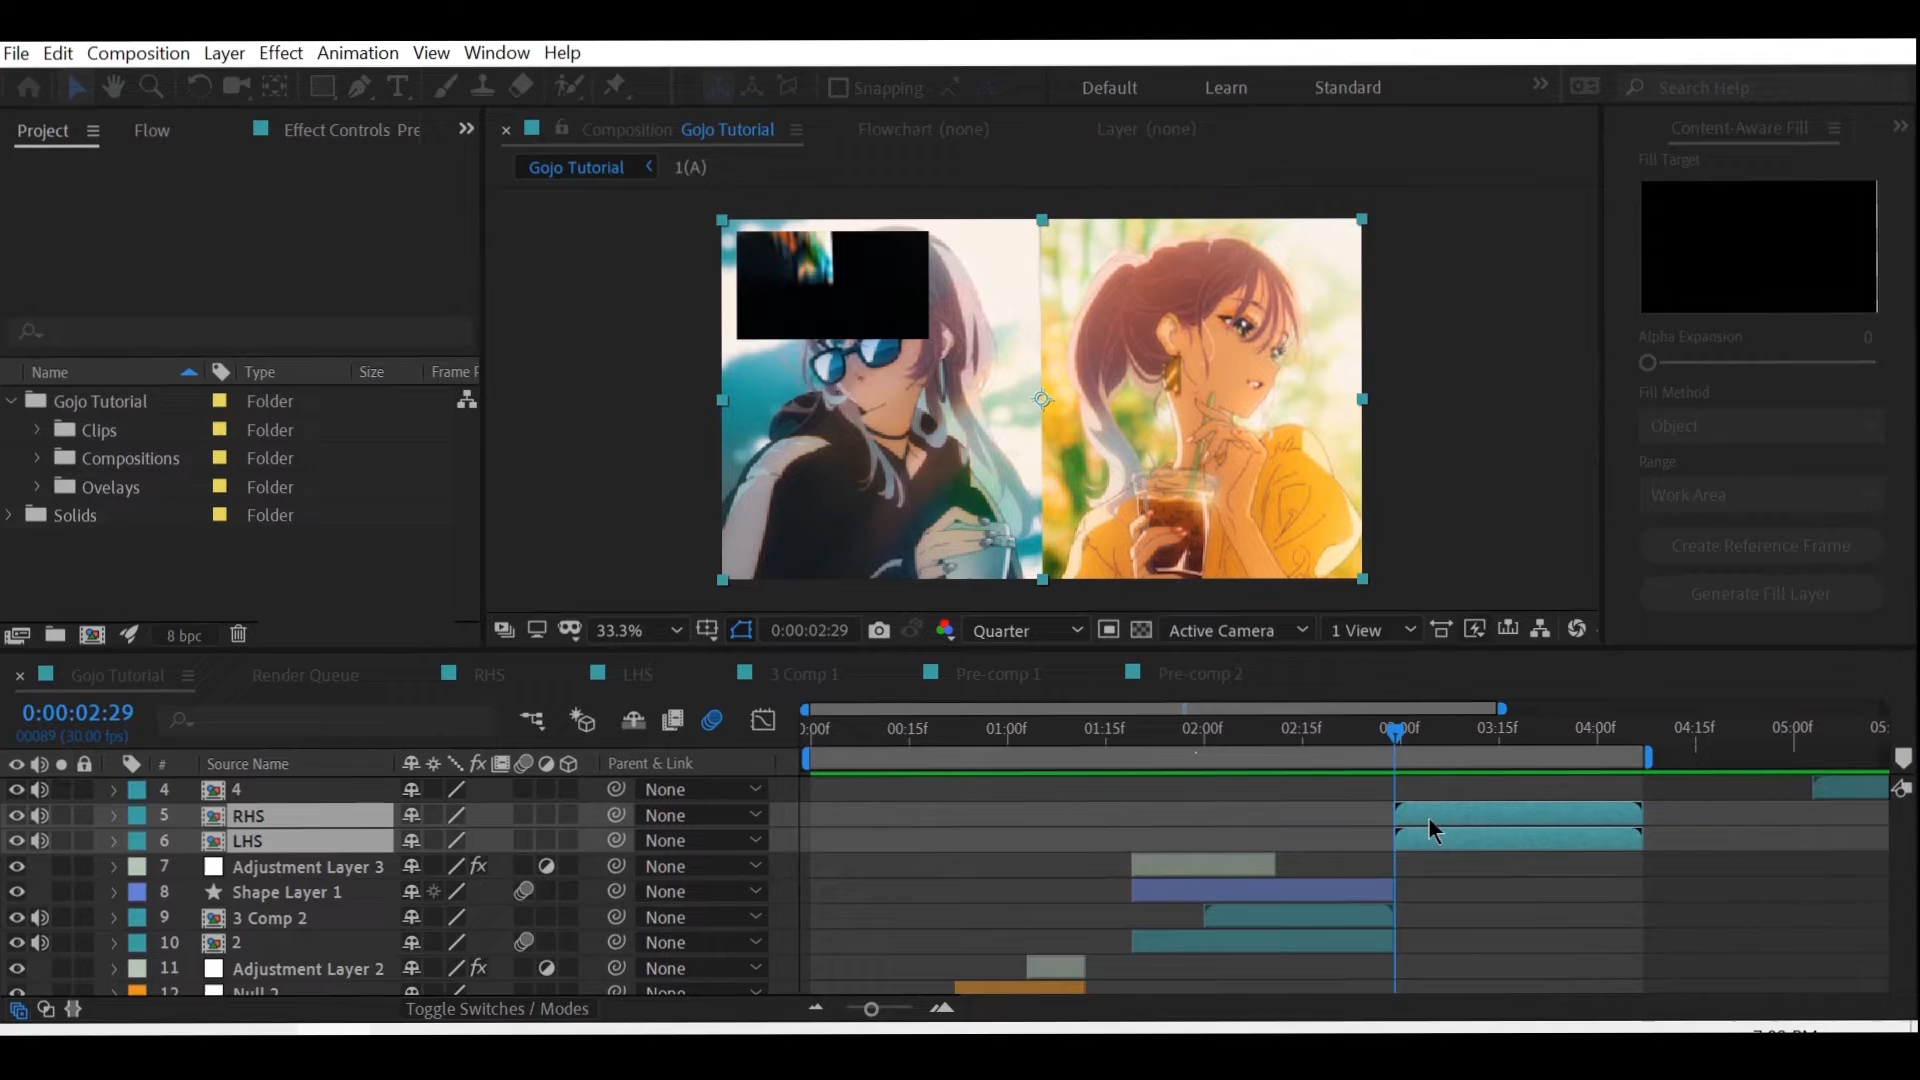 File Edit Composition Layer Effect Animation View Window Help
Snapping Default Learn Standard Search Help
Project Flow Effect Controls Pre
Composition Gojo Tutorial Flowchart (none) Layer (none)
Content-Aware Fill
Gojo Tutorial 1(A)
Fill Target
Alpha Expansion 0
Name Type Size Frame F
Fill Method
Gojo Tutorial Folder
Object
Clips Folder
Compositions Folder
Range
Ovelays Folder
Work Area
Solids Folder
Create Reference Frame
Generate Fill Layer
8 bpc
33.3% 0:00:02:29 Quarter Active Camera 1 View
Gojo Tutorial Render Queue RHS LHS 3 Comp 1 Pre-comp 1 Pre-comp 2
0:00:02:29
00089 (30.00 fps)
:00f 00:15f 01:00f 01:15f 02:00f 02:15f 03:00f 03:15f 04:00f 04:15f 05:00f 05:
# Source Name fx Parent & Link
4 4 None
5 RHS None
6 LHS None
7 Adjustment Layer 3 fx None
8 Shape Layer 1 None
9 3 Comp 2 None
10 2 None
11 Adjustment Layer 2 fx None
12 Null 2 None
Toggle Switches / Modes